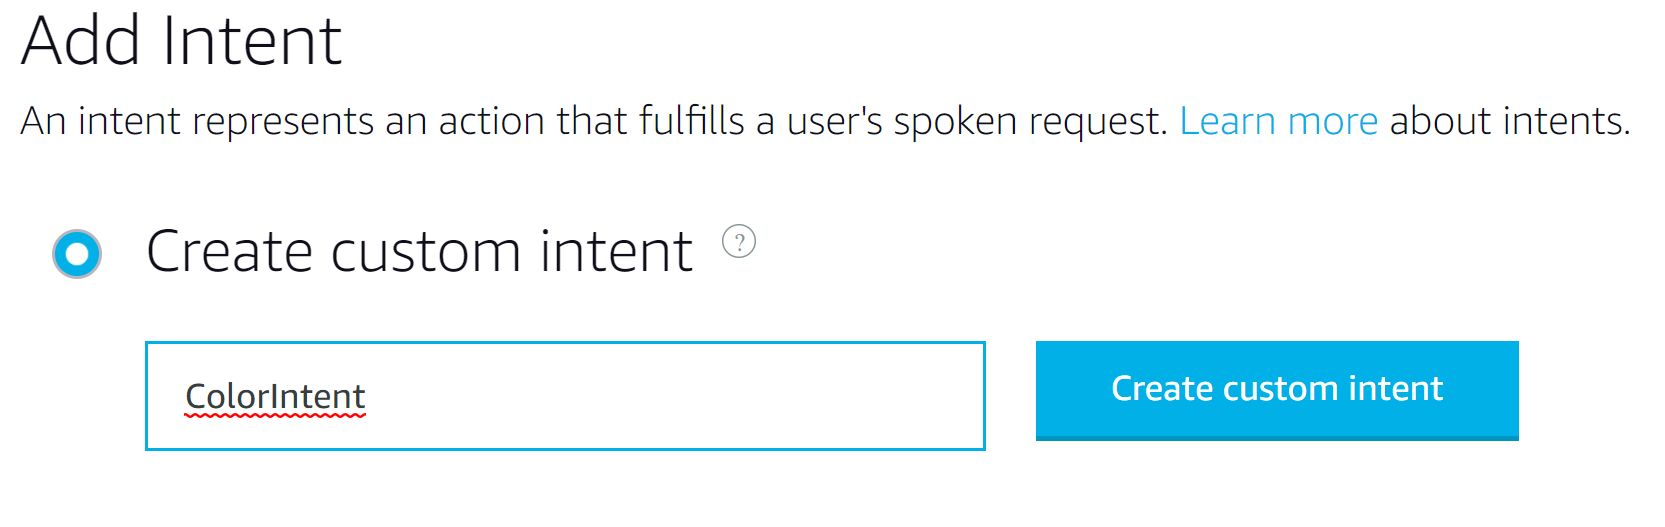 Add Intent
An intent represents an action that fulfills a user's spoken request. Learn more about intents.
Create custom intent ?
ColorIntent
Create custom intent